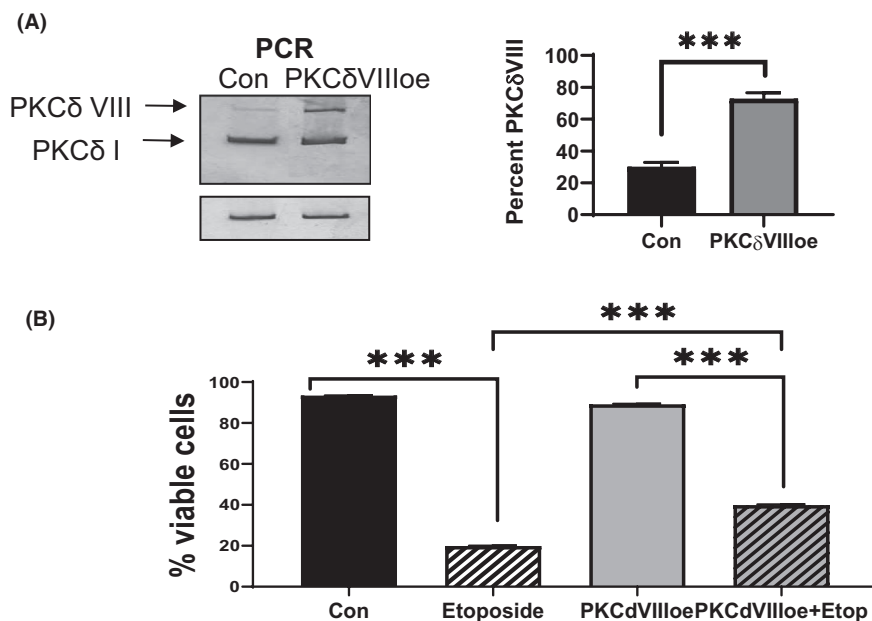 (A)
PCR
Con PKCδVIIIoe
PKCδ VIII
PKCδ I
Percent PKCδVIII
100
80
60
40
20
0
***
Con PKCδVIIIoe
(B)
% viable cells
100
80
60
40
20
0
***
***
***
Con Etoposide PKCdVIIIoe PKCdVIIIoe+Etop